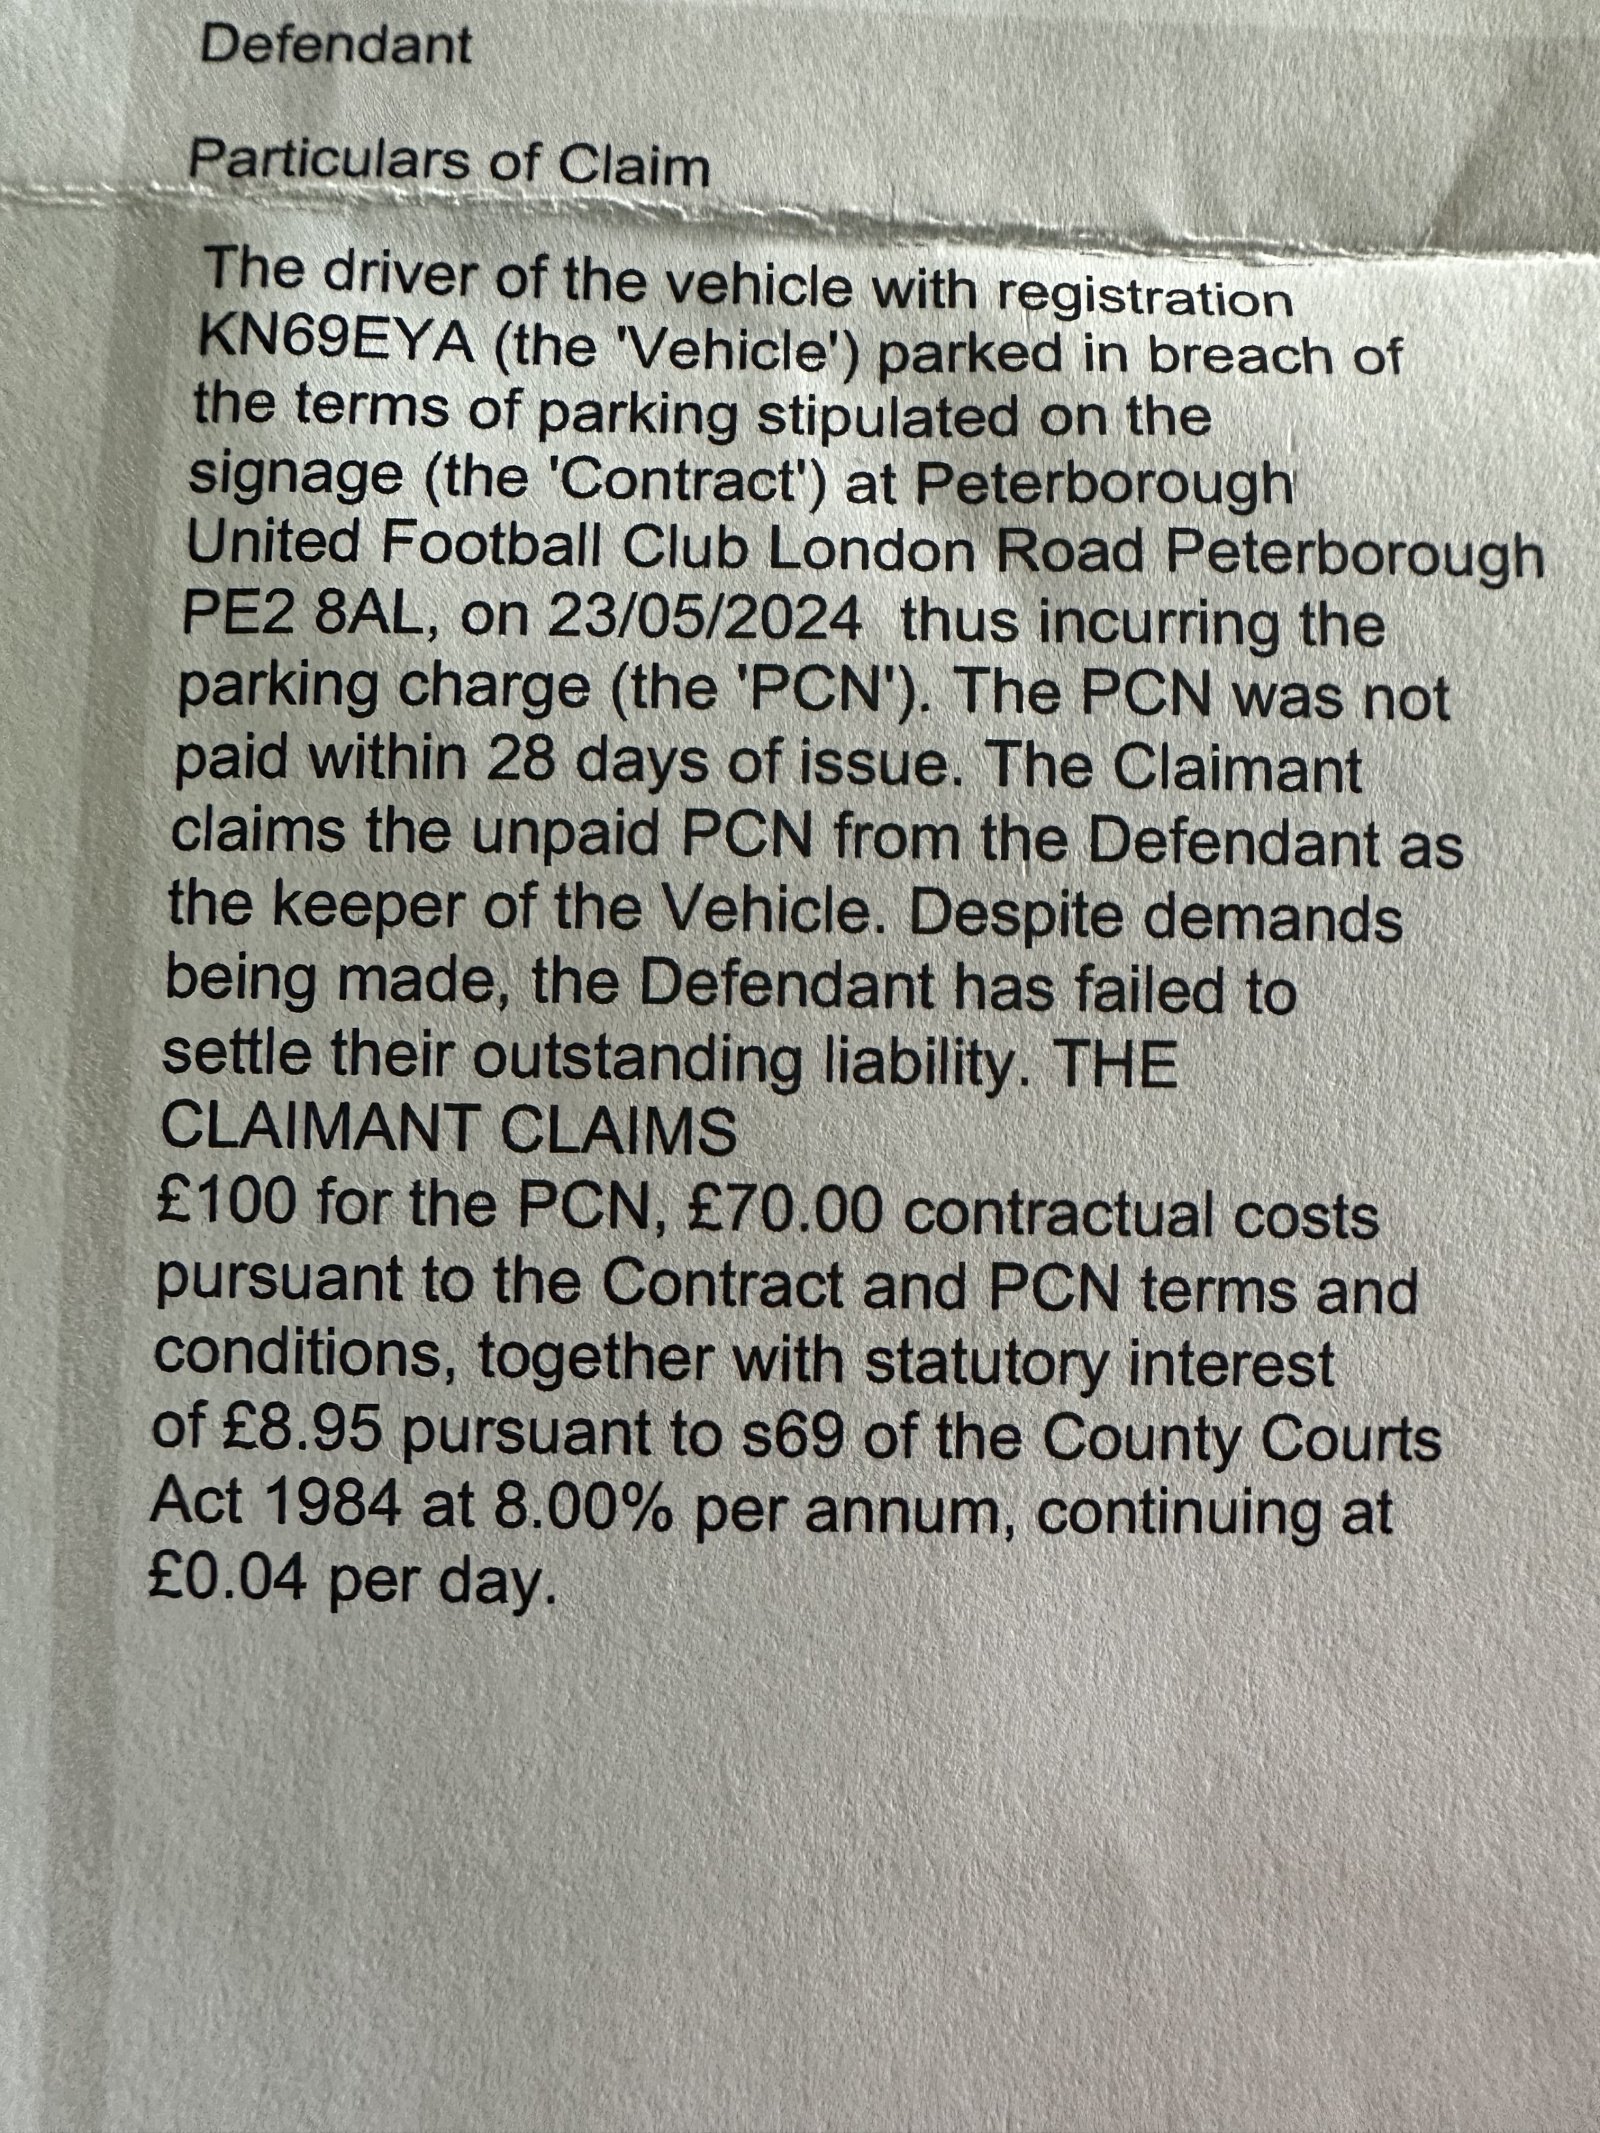 Defendant
Particulars of Claim
The driver of the vehicle with registration
KN69EYA (the 'Vehicle') parked in breach of
the terms of parking stipulated on the
signage (the 'Contract') at Peterborough
United Football Club London Road Peterborough
PE2 8AL, on 23/05/2024  thus incurring the
parking charge (the 'PCN'). The PCN was not
paid within 28 days of issue. The Claimant
claims the unpaid PCN from the Defendant as
the keeper of the Vehicle. Despite demands
being made, the Defendant has failed to
settle their outstanding liability. THE
CLAIMANT CLAIMS
£100 for the PCN, £70.00 contractual costs
pursuant to the Contract and PCN terms and
conditions, together with statutory interest
of £8.95 pursuant to s69 of the County Courts
Act 1984 at 8.00% per annum, continuing at
£0.04 per day.